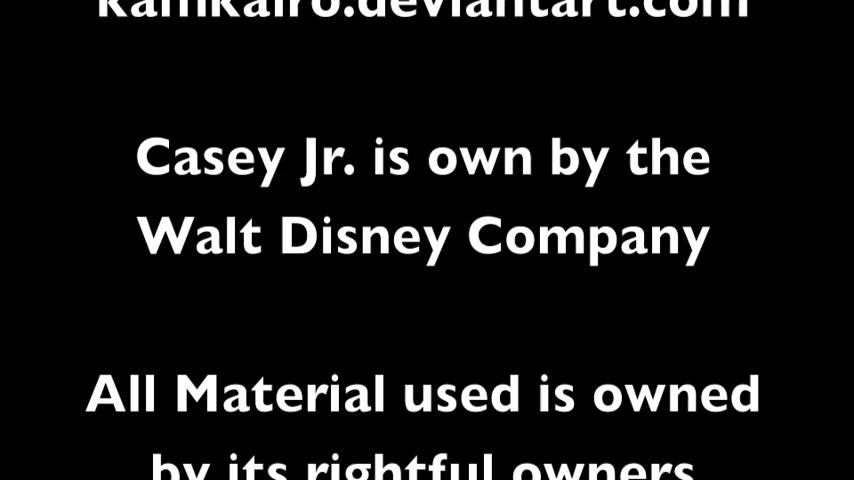 kamkairo.deviantart.com
Casey Jr. is own by the
Walt Disney Company
All Material used is owned
by its rightful owners